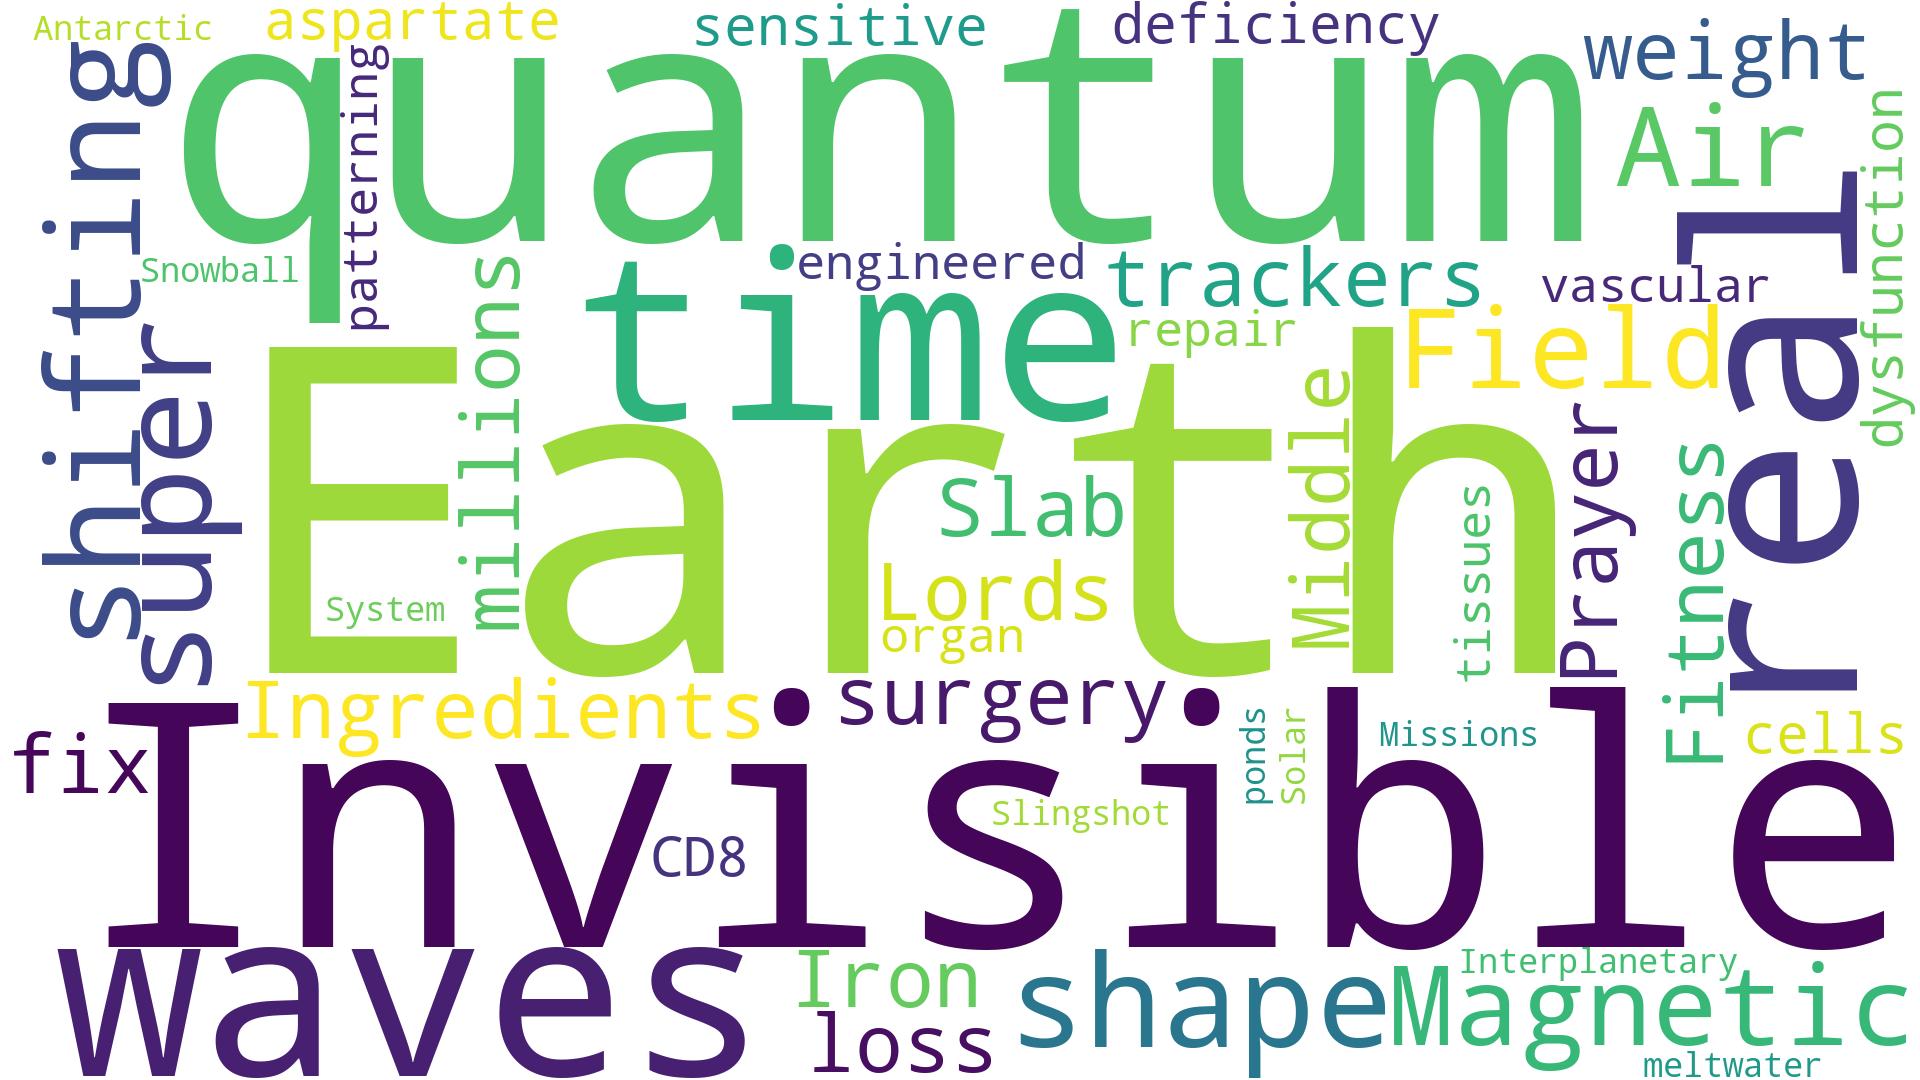 Antarctic
aspartate
sensitive
deficiency
weight
quantum
patterning
shifting
Air
dysfunction
real
Snowball
time
engineered
trackers
vascular
millions
repair
Field
super
Earth
Middle
Prayer
Fitness
Slab
tissues
Lords
organ
System
Ingredients
surgery
fix
Invisible
ponds
Solar
Missions
cells
Slingshot
CD8
waves
Iron
shape
Interplanetary
Magnetic
loss
meltwater